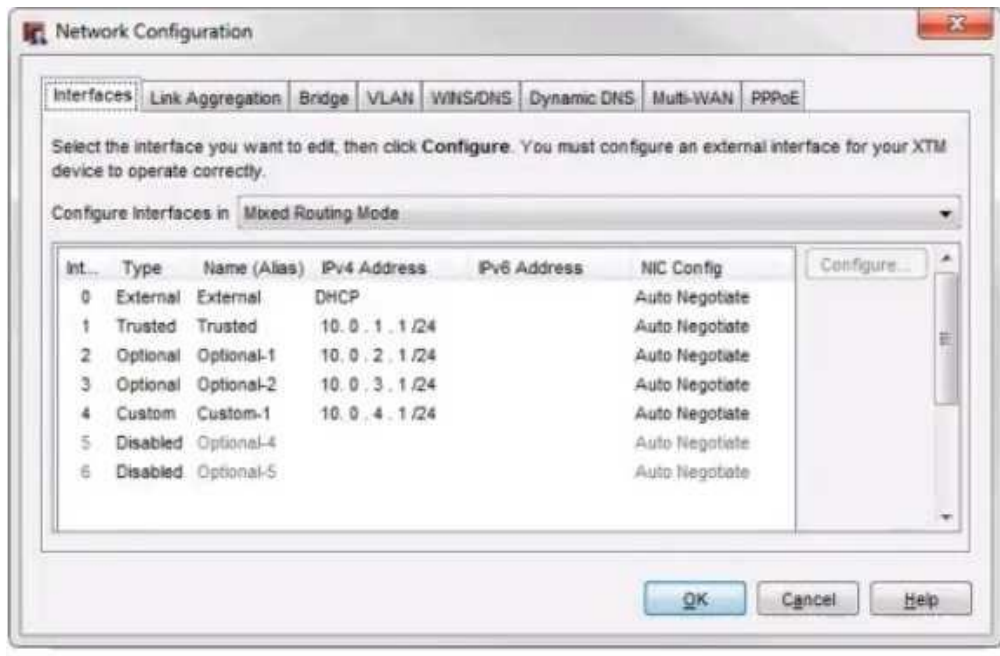 Network Configuration
Interfaces Link Aggregation Bridge VLAN WINS/DNS Dynamic DNS Multi-WAN PPPoE
Select the interface you want to edit, then click Configure. You must configure an external interface for your XTM
device to operate correctly.
Configure Interfaces in Mixed Routing Mode
Int... Type Name (Alias) IPv4 Address IPv6 Address NIC Config Configure...
0 External External DHCP Auto Negotiate
1 Trusted Trusted 10. 0 . 1 . 1 /24 Auto Negotiate
2 Optional Optional-1 10. 0 . 2 . 1 /24 Auto Negotiate
3 Optional Optional-2 10. 0 . 3 . 1 /24 Auto Negotiate
4 Custom Custom-1 10. 0 . 4 . 1 /24 Auto Negotiate
5 Disabled Optional-4 Auto Negotiate
6 Disabled Optional-5 Auto Negotiate
OK Cancel Help